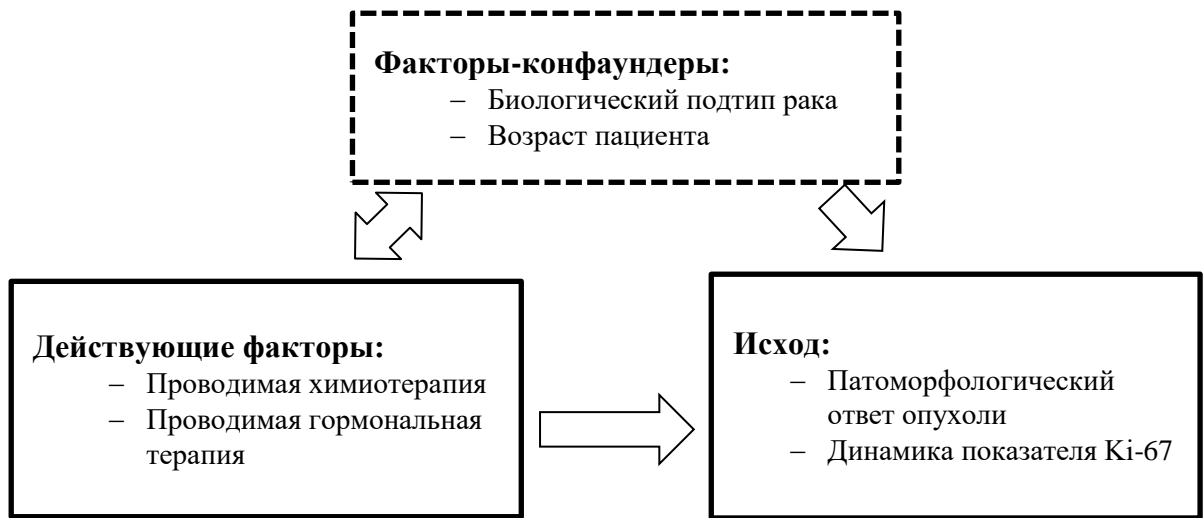 Факторы-конфаундеры:
– Биологический подтип рака
– Возраст пациента
Действующие факторы:
– Проводимая химиотерапия
– Проводимая гормональная
терапия
Исход:
– Патоморфологический
ответ опухоли
– Динамика показателя Ki-67